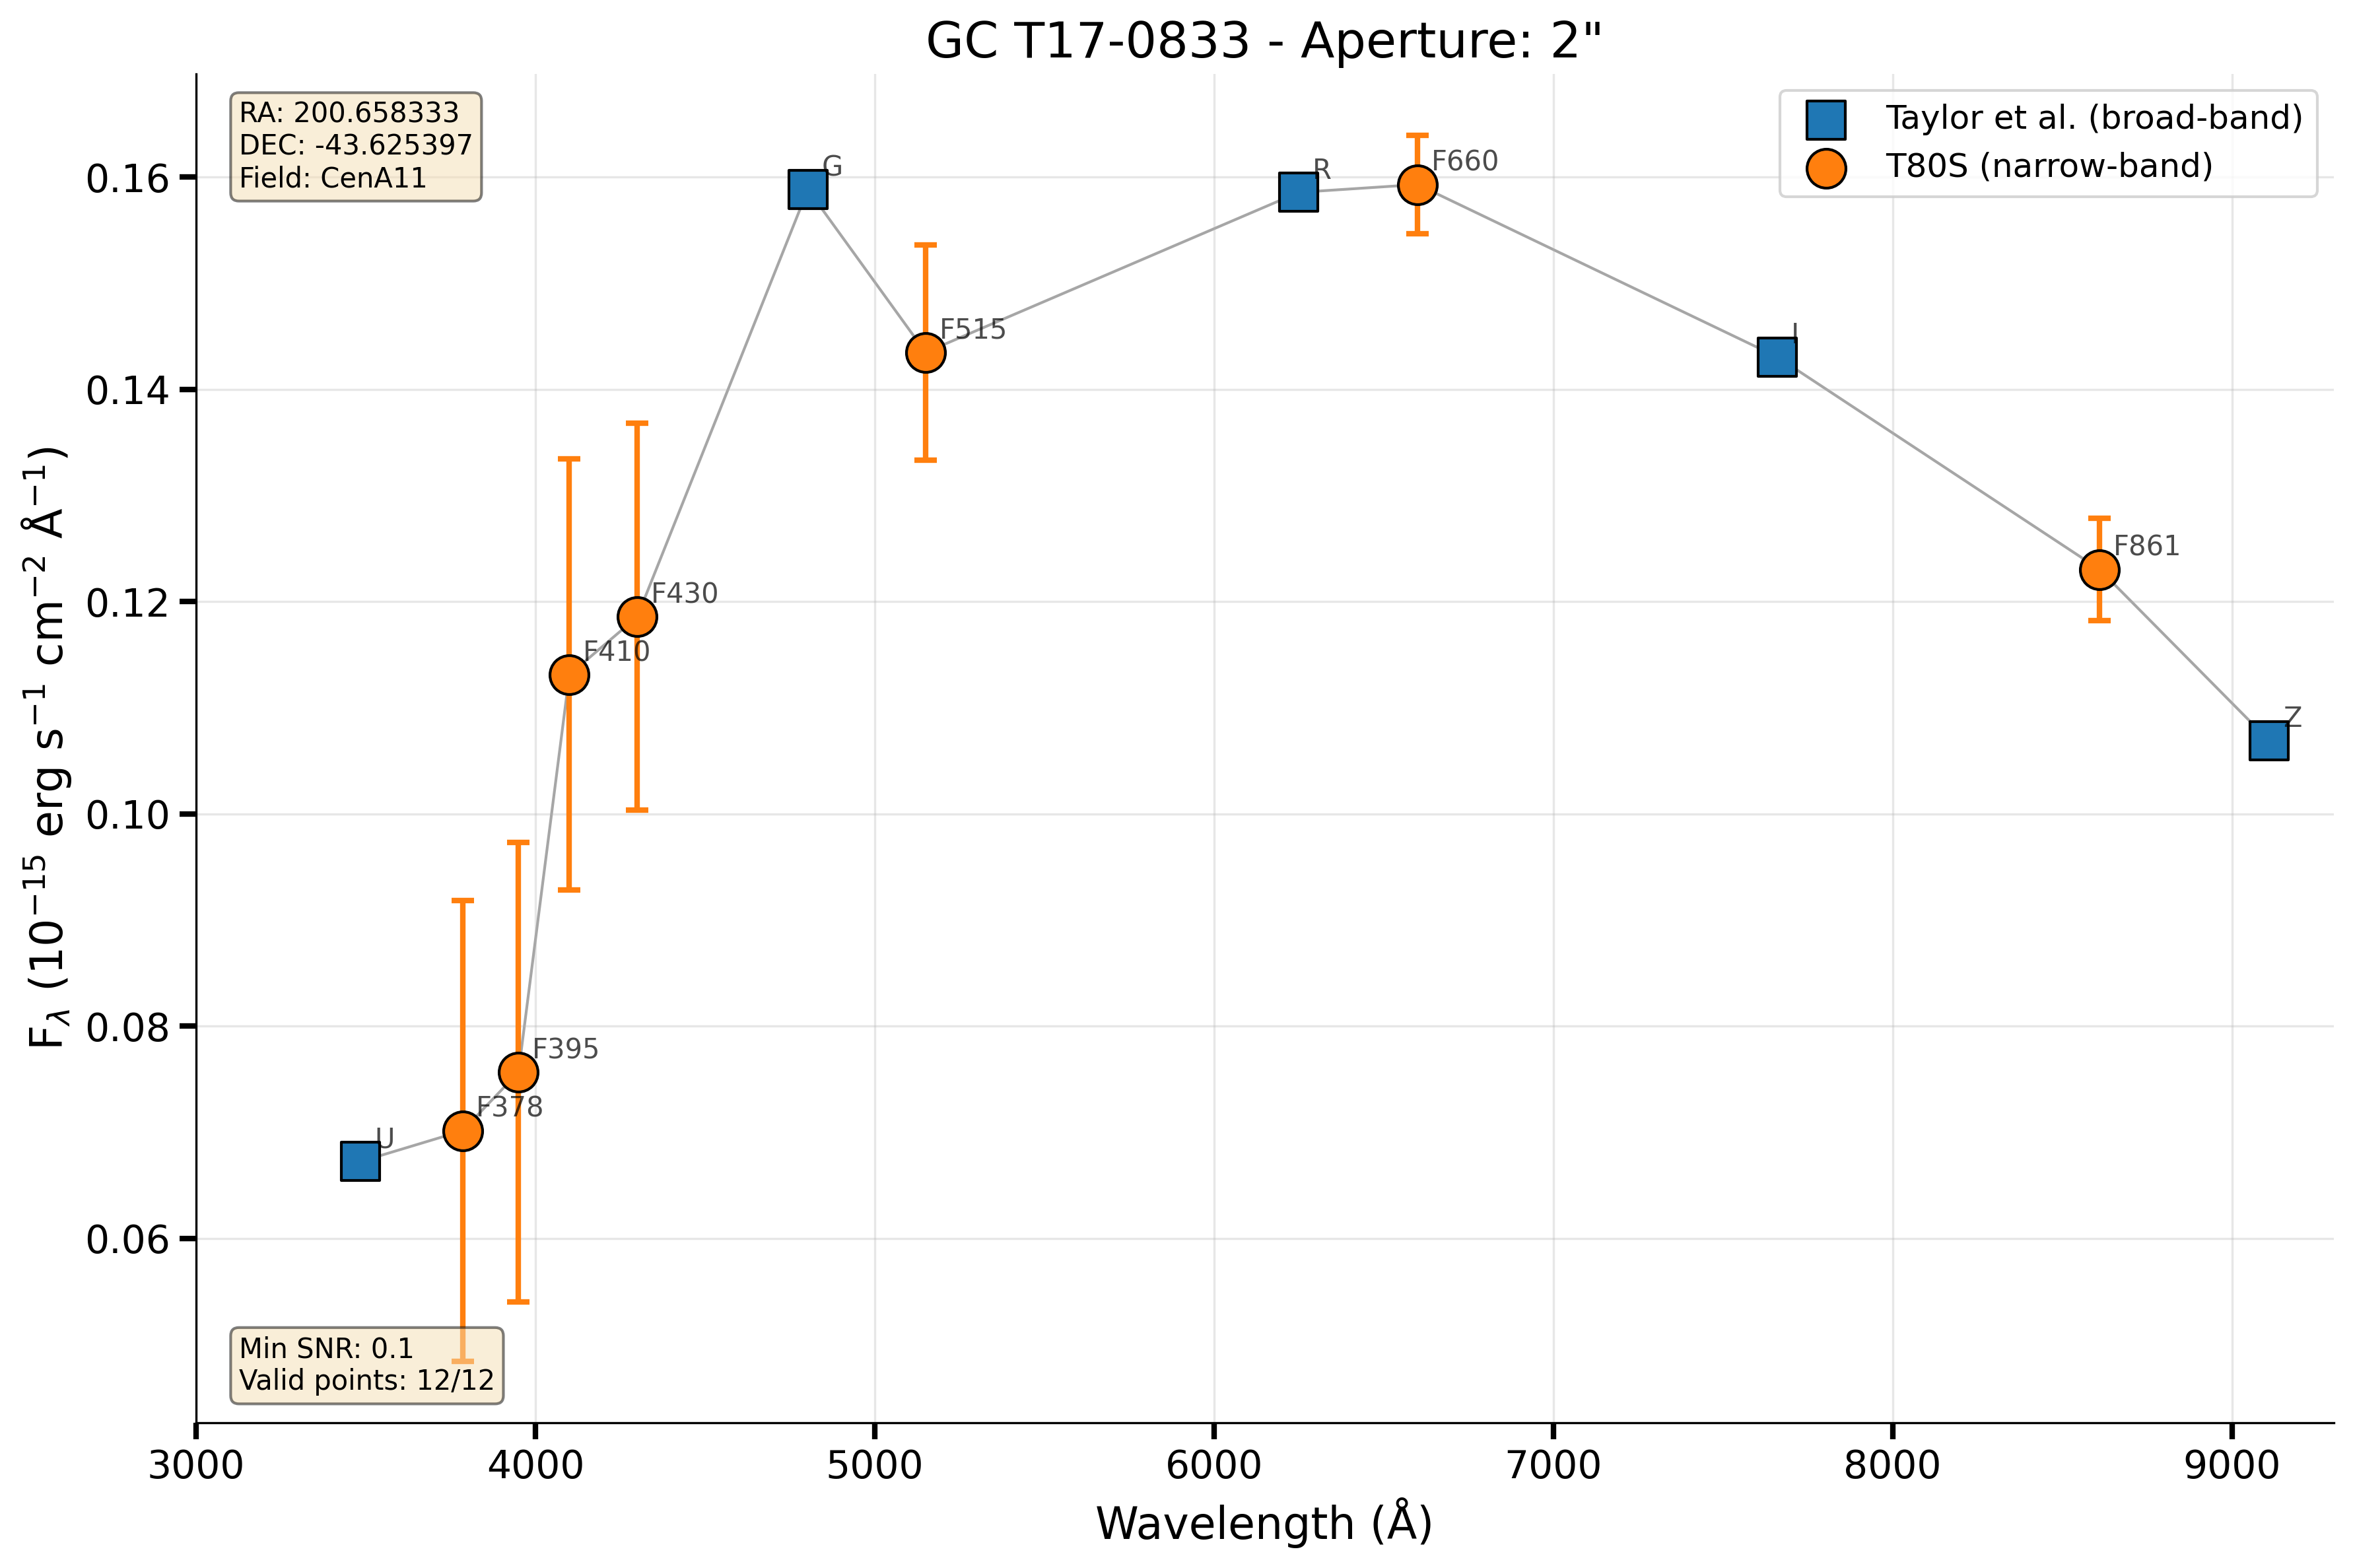 GC T17-0833 - Aperture: 2"
RA: 200.658333
DEC: -43.625397
Field: CenA11
Taylor et al. (broad-band)
T80S (narrow-band)
G
R
F660
F515
I
F430
F410
F861
Z
F395
F378
U
Min SNR: 0.1
Valid points: 12/12
0.16
0.14
0.12
0.10
0.08
0.06
F_λ (10⁻¹⁵ erg s⁻¹ cm⁻² Å⁻¹)
3000 4000 5000 6000 7000 8000 9000
Wavelength (Å)